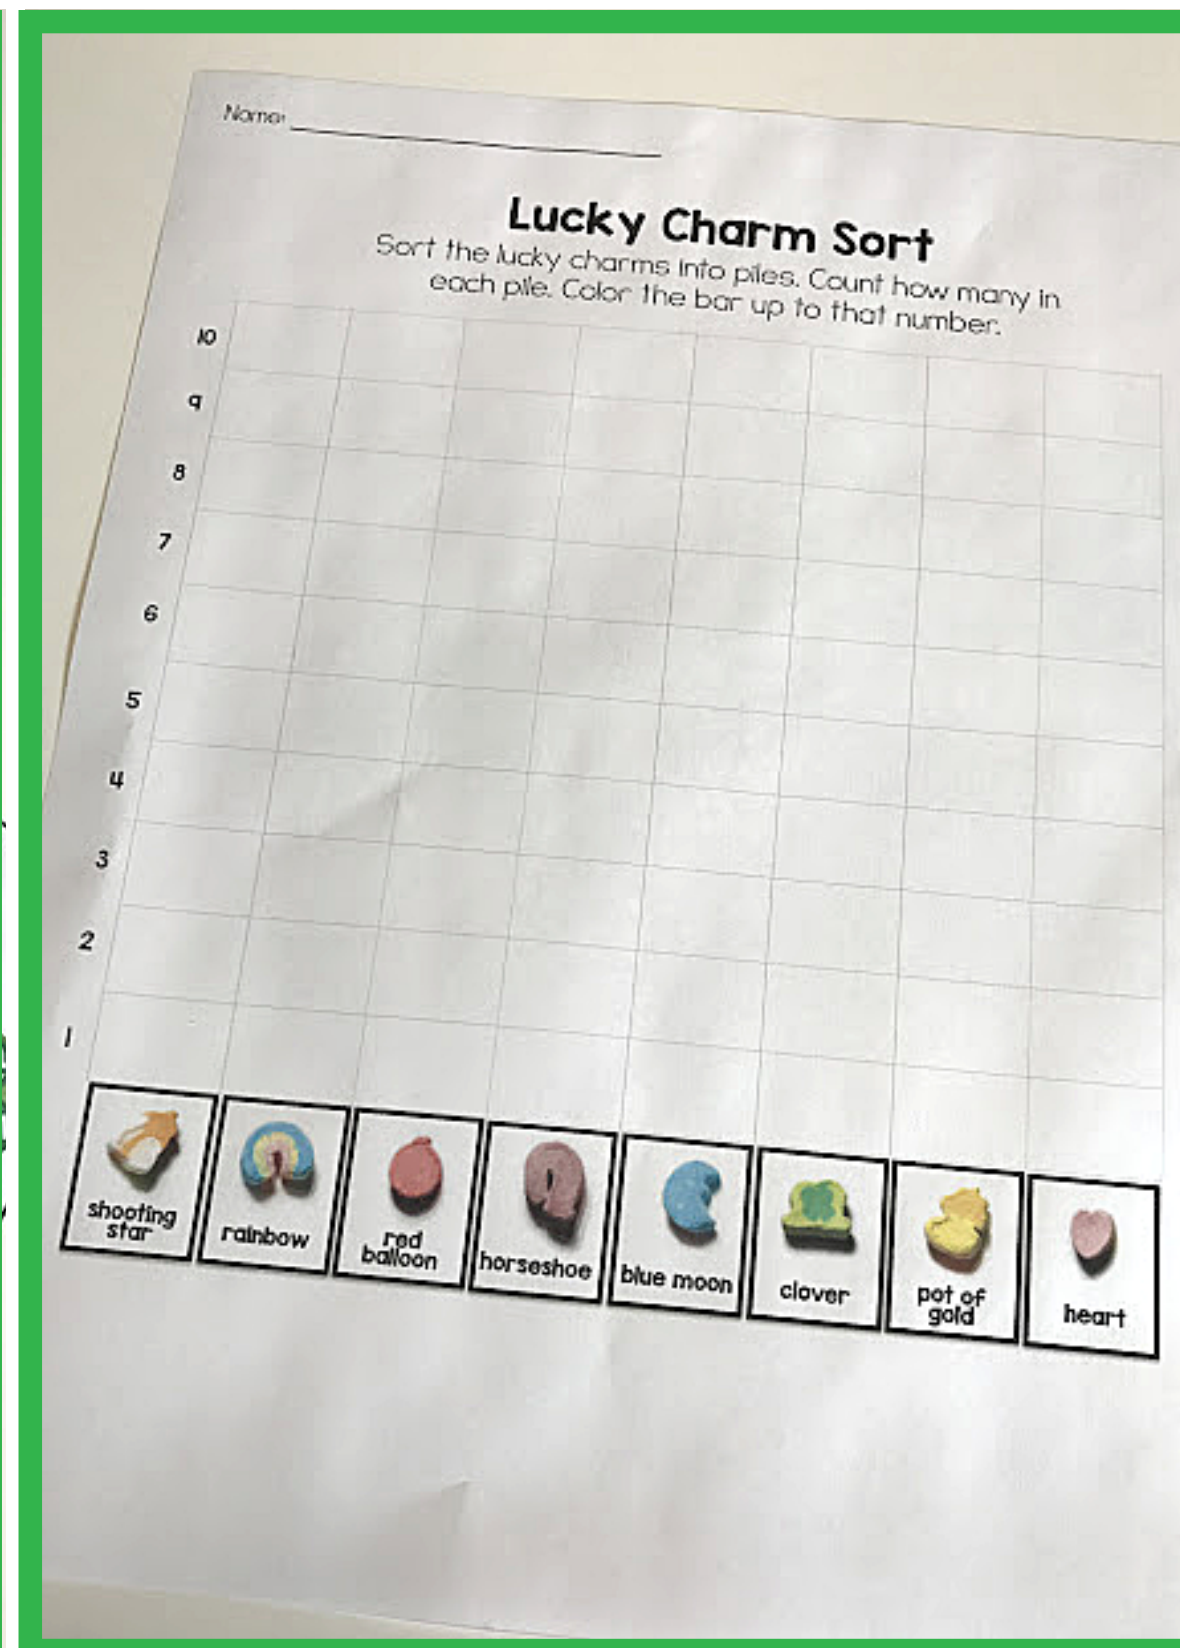 Name:
Lucky Charm Sort
Sort the lucky charms into piles. Count how many in
each pile. Color the bar up to that number.
10
9
8
7
6
5
4
3
2
1
shooting
star
rainbow
red
balloon
horseshoe
blue moon
clover
pot of
gold
heart